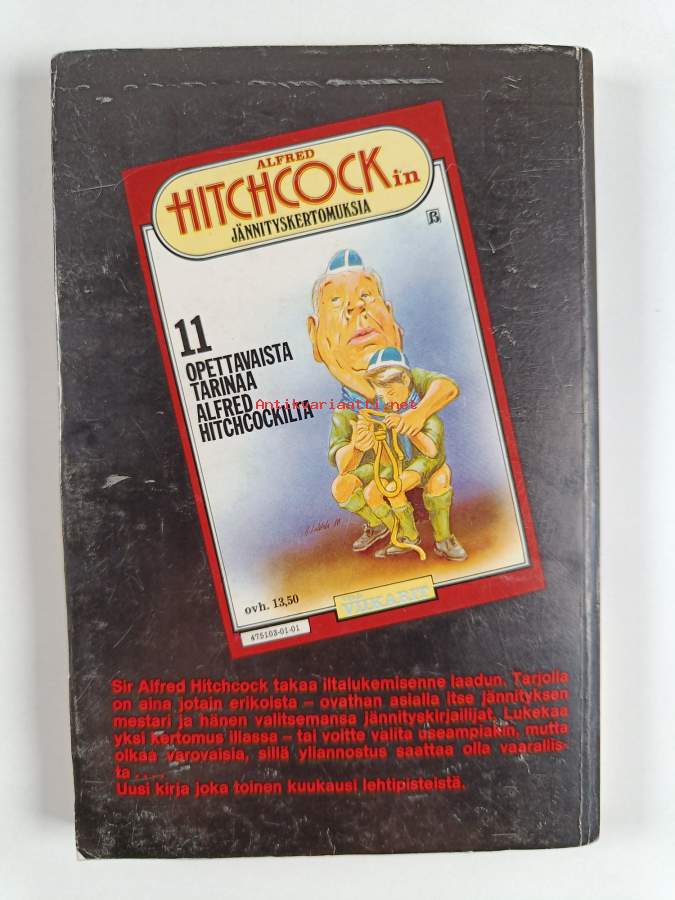 ALFRED
HITCHCOCKin
JÄNNITYSKERTOMUKSIA
11
OPETTAVAISTA
TARINAA
ALFRED
HITCHCOCKILTA
Antikvariaatti.net
ovh. 13,50
VIIKARIT
475103-01-01
Sir Alfred Hitchcock takaa iltalukemisenne laadun. Tarjolla
on aina jotain erikoista – ovathan asialla itse jännityksen
mestari ja hänen valitsemansa jännityskirjailijat. Lukekaa
yksi kertomus illassa – tai voitte valita useampiakin, mutta
olkaa varovaisia, sillä yliannostus saattaa olla vaarallis-
ta . . . .
Uusi kirja joka toinen kuukausi lehtipisteistä.